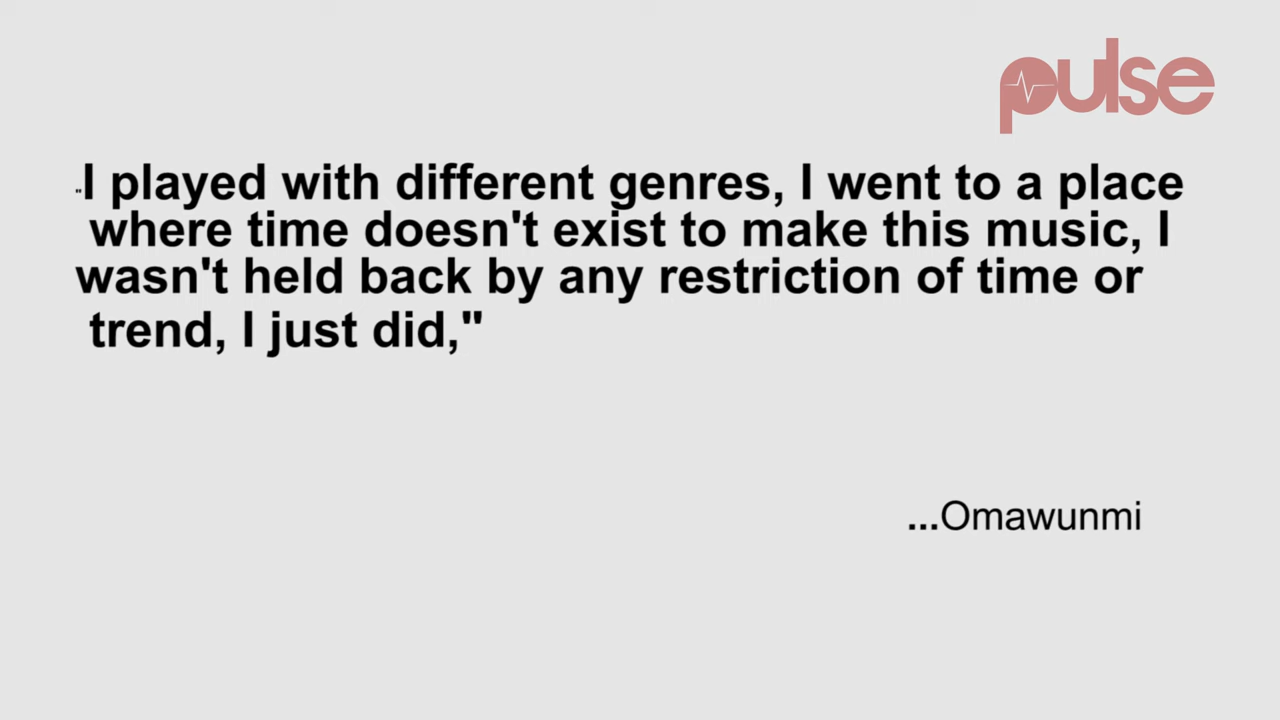 pulse
"I played with different genres, I went to a place
where time doesn't exist to make this music, I
wasn't held back by any restriction of time or
trend, I just did,"
...Omawunmi